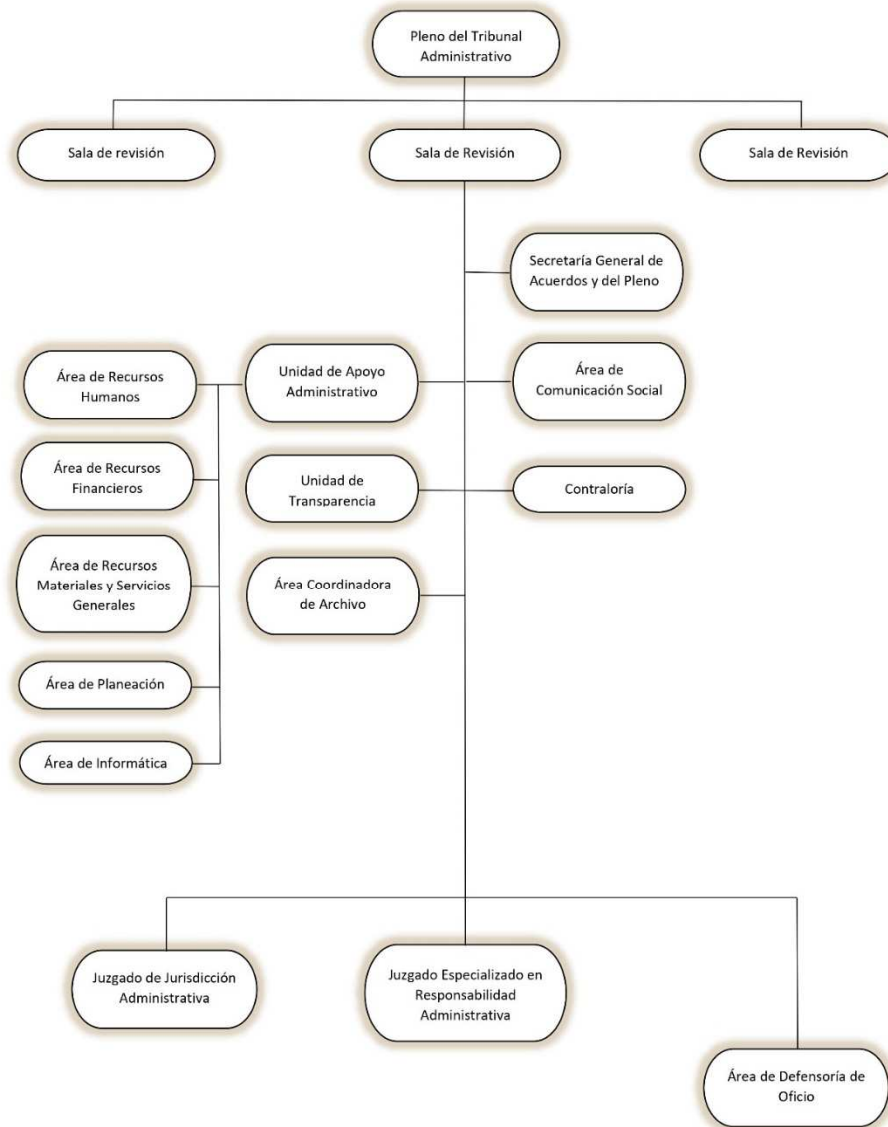 Pleno del Tribunal
Administrativo
Sala de revisión
Sala de Revisión
Sala de Revisión
Secretaría General de
Acuerdos y del Pleno
Área de Recursos
Humanos
Unidad de Apoyo
Administrativo
Área de
Comunicación Social
Área de Recursos
Financieros
Unidad de
Transparencia
Contraloría
Área de Recursos
Materiales y Servicios
Generales
Área Coordinadora
de Archivo
Área de Planeación
Área de Informática
Juzgado de Jurisdicción
Administrativa
Juzgado Especializado en
Responsabilidad
Administrativa
Área de Defensoría de
Oficio